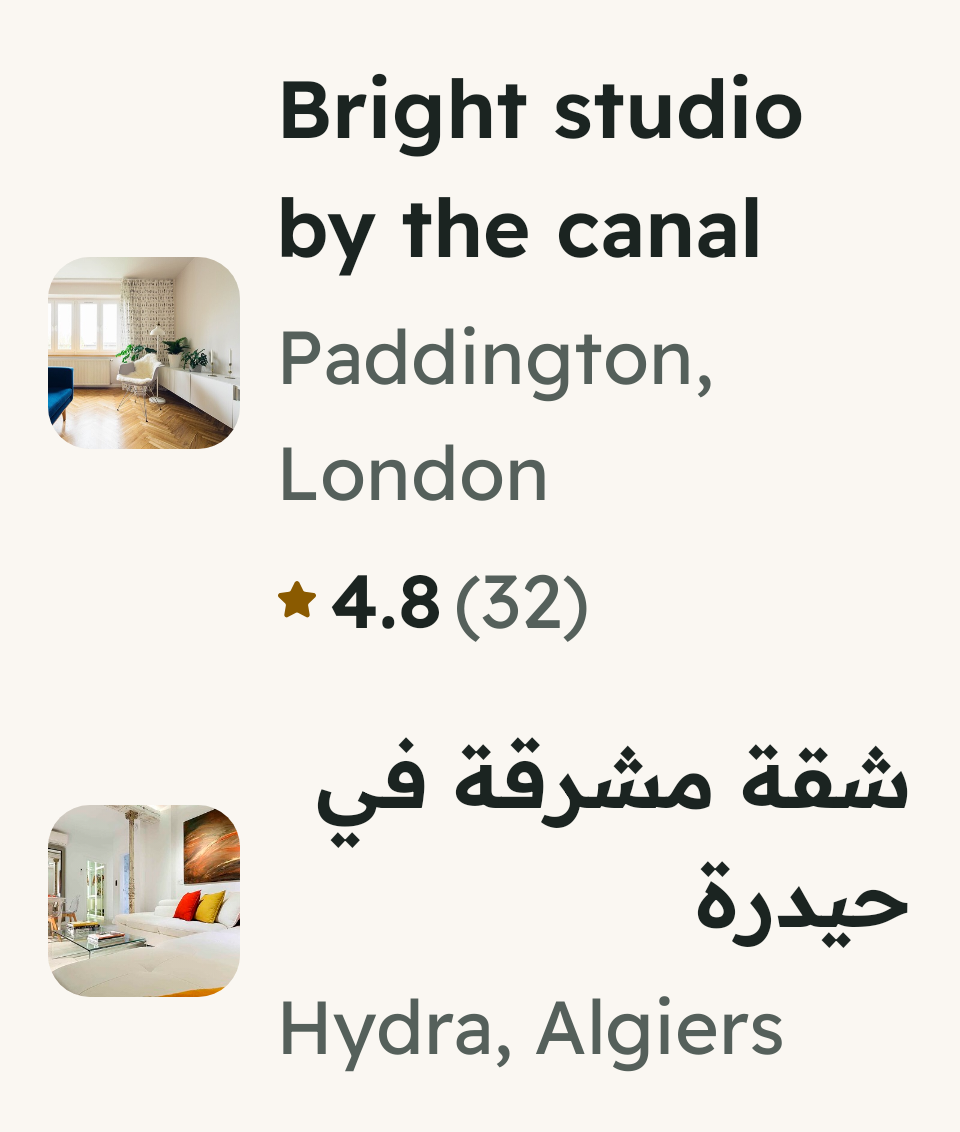 Bright studio
by the canal
Paddington,
London
4.8 (32)
شقة مشرقة في
حيدرة
Hydra, Algiers